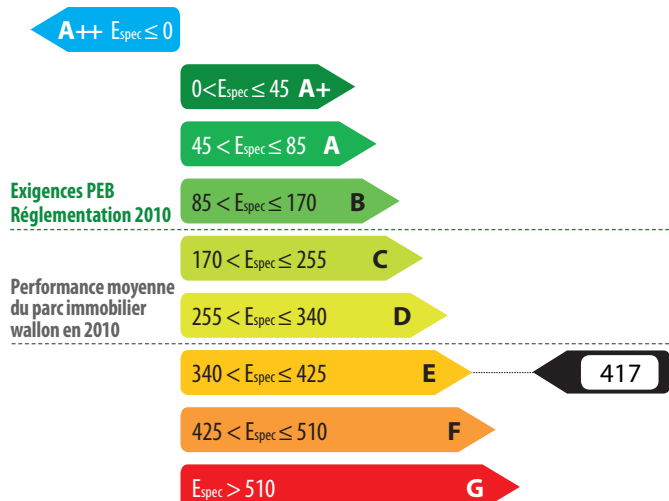 A++ Espec ≤ 0
0 < Espec ≤ 45 A+
45 < Espec ≤ 85 A
Exigences PEB
Réglementation 2010
85 < Espec ≤ 170 B
170 < Espec ≤ 255 C
Performance moyenne
du parc immobilier
wallon en 2010
255 < Espec ≤ 340 D
340 < Espec ≤ 425 E 417
425 < Espec ≤ 510 F
Espec > 510 G